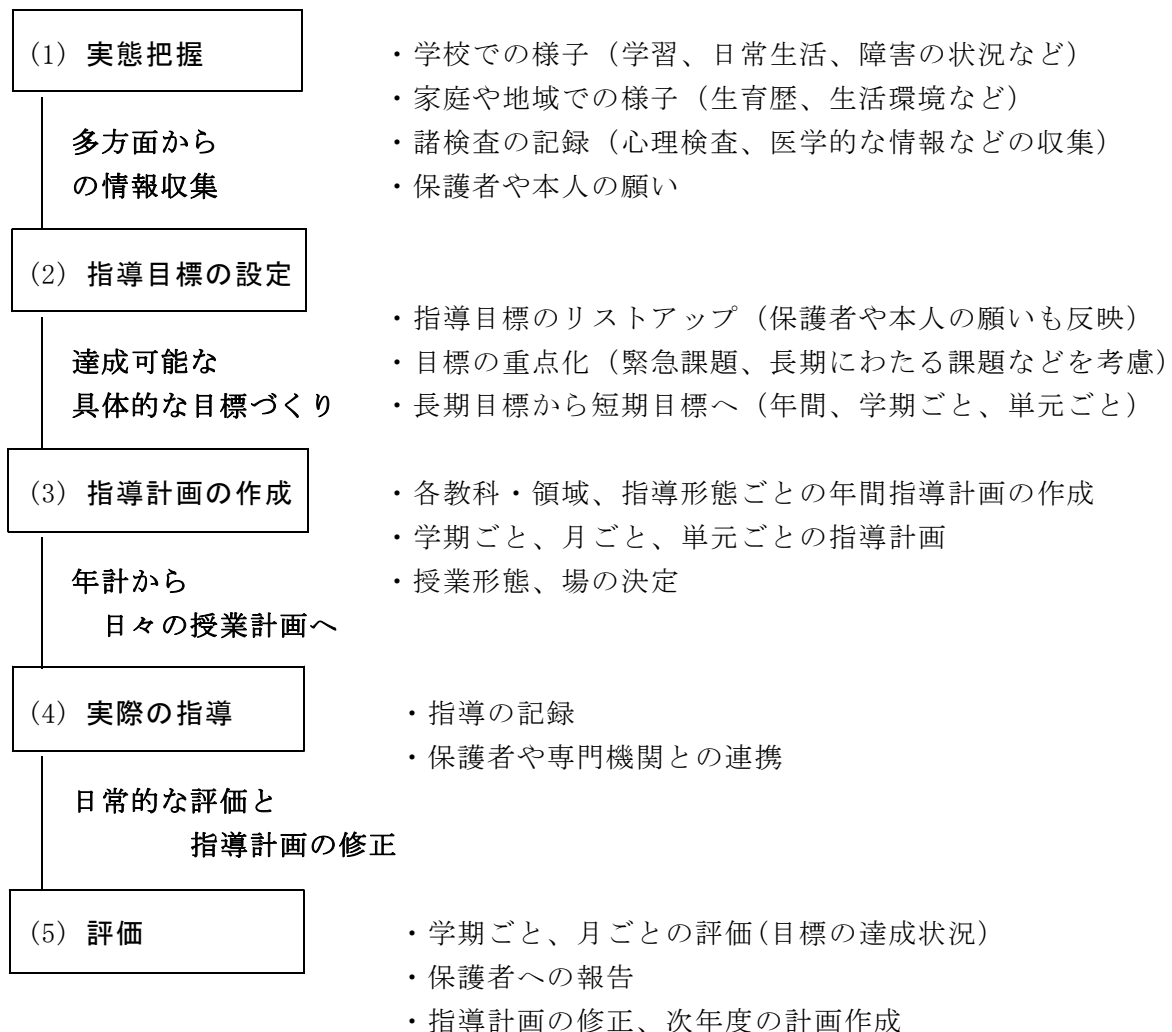 (1) 実態把握
・学校での様子（学習、日常生活、障害の状況など）
・家庭や地域での様子（生育歴、生活環境など）
多方面から
・諸検査の記録（心理検査、医学的な情報などの収集）
の情報収集
・保護者や本人の願い
(2) 指導目標の設定
・指導目標のリストアップ（保護者や本人の願いも反映）
達成可能な
・目標の重点化（緊急課題、長期にわたる課題などを考慮）
具体的な目標づくり
・長期目標から短期目標へ（年間、学期ごと、単元ごと）
(3) 指導計画の作成
・各教科・領域、指導形態ごとの年間指導計画の作成
・学期ごと、月ごと、単元ごとの指導計画
年計から
・授業形態、場の決定
日々の授業計画へ
(4) 実際の指導
・指導の記録
・保護者や専門機関との連携
日常的な評価と
指導計画の修正
(5) 評価
・学期ごと、月ごとの評価(目標の達成状況)
・保護者への報告
・指導計画の修正、次年度の計画作成